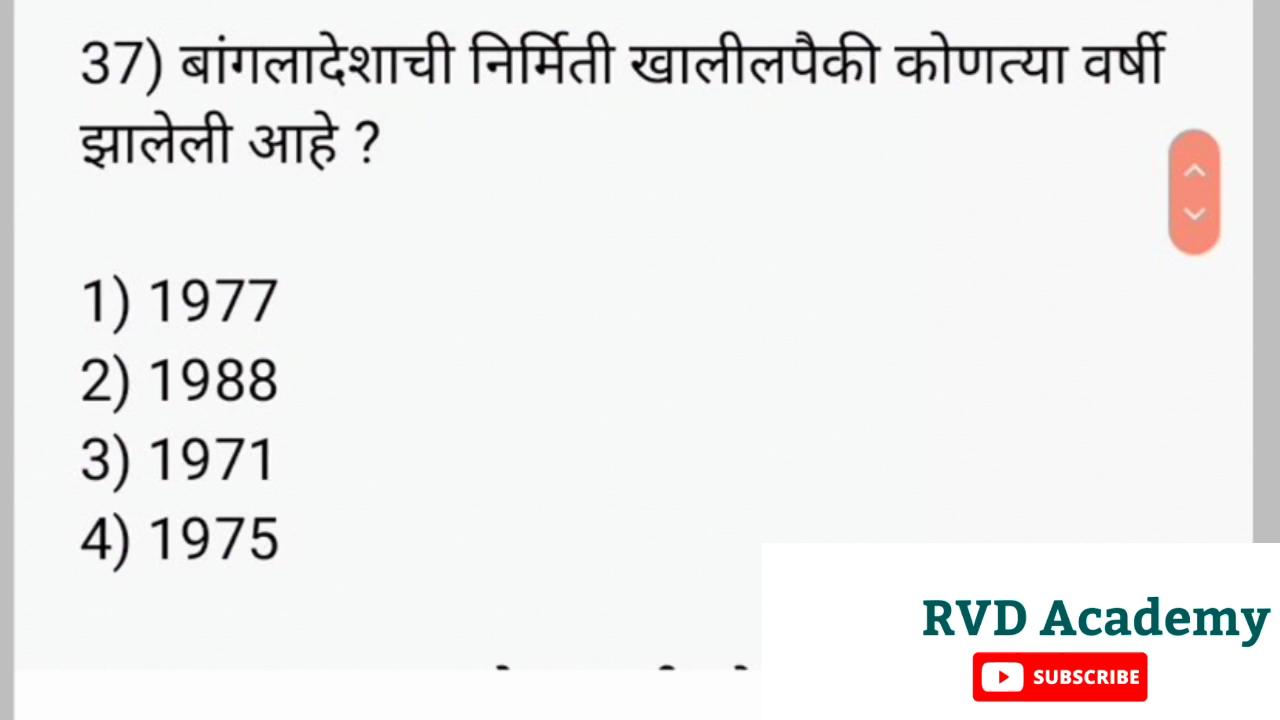 37) बांगलादेशाची निर्मिती खालीलपैकी कोणत्या वर्षी
झालेली आहे ?
1) 1977
2) 1988
3) 1971
4) 1975
RVD Academy
SUBSCRIBE